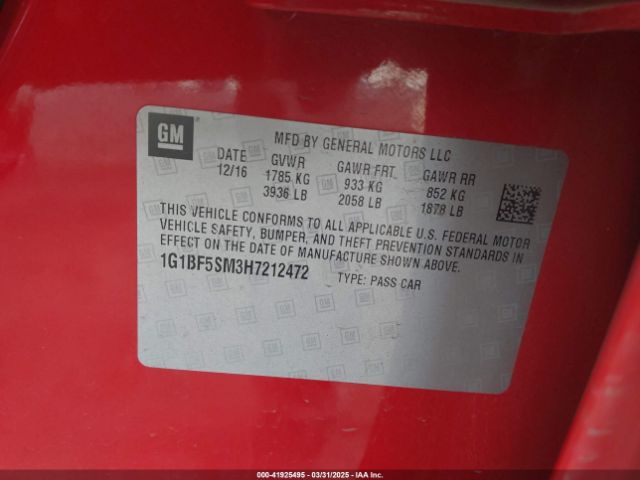 GM
MFD BY GENERAL MOTORS LLC
DATE GVWR GAWR FRT GAWR RR
12/16 1785 KG 933 KG 852 KG
3936 LB 2058 LB 1878 LB
THIS VEHICLE CONFORMS TO ALL APPLICABLE U.S. FEDERAL MOTOR
VEHICLE SAFETY, BUMPER, AND THEFT PREVENTION STANDARDS IN
EFFECT ON THE DATE OF MANUFACTURE SHOWN ABOVE.
1G1BF5SM3H7212472 TYPE: PASS CAR
000-41925495 - 03/31/2025 - IAAI.COM